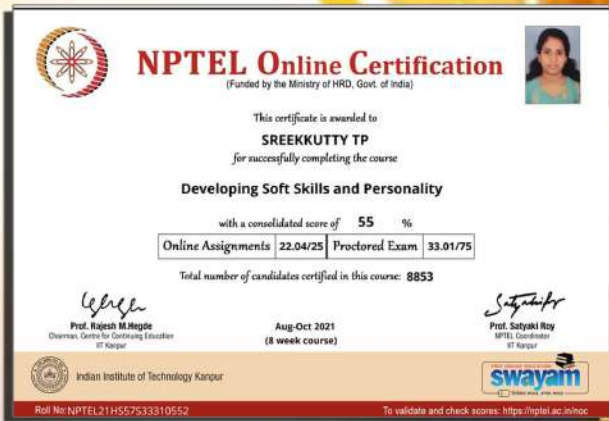 NPTEL Online Certification
(Funded by the Ministry of HRD, Govt. of India)
This certificate is awarded to
SREEKKUTTY TP
for successfully completing the course
Developing Soft Skills and Personality
with a consolidated score of 55 %
Online Assignments 22.04/25 Proctored Exam 33.01/75
Total number of candidates certified in this course: 8853
Prof. Rajesh M.Hegde
Chairman, Centre for Continuing Education
IIT Kanpur
Aug-Oct 2021
(8 week course)
Prof. Satyaki Roy
NPTEL Coordinator
IIT Kanpur
Indian Institute of Technology Kanpur
swayam
Roll No:NPTEL21HS57S33310552
To validate and check scores: https://nptel.ac.in/noc